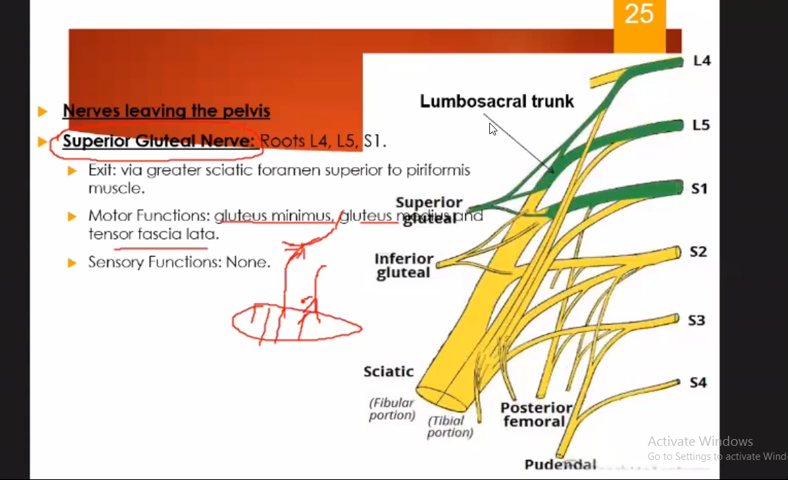 25
Nerves leaving the pelvis
Superior Gluteal Nerve: Roots L4, L5, S1.
Exit: via greater sciatic foramen superior to piriformis
muscle.
Motor Functions: gluteus minimus, gluteus medius and
tensor fascia lata.
Sensory Functions: None.
Lumbosacral trunk
L4
L5
S1
Superior
gluteal
S2
Inferior
gluteal
S3
Sciatic
S4
(Fibular
portion)
(Tibial
portion)
Posterior
femoral
Pudendal
Activate Windows
Go to Settings to activate Wind